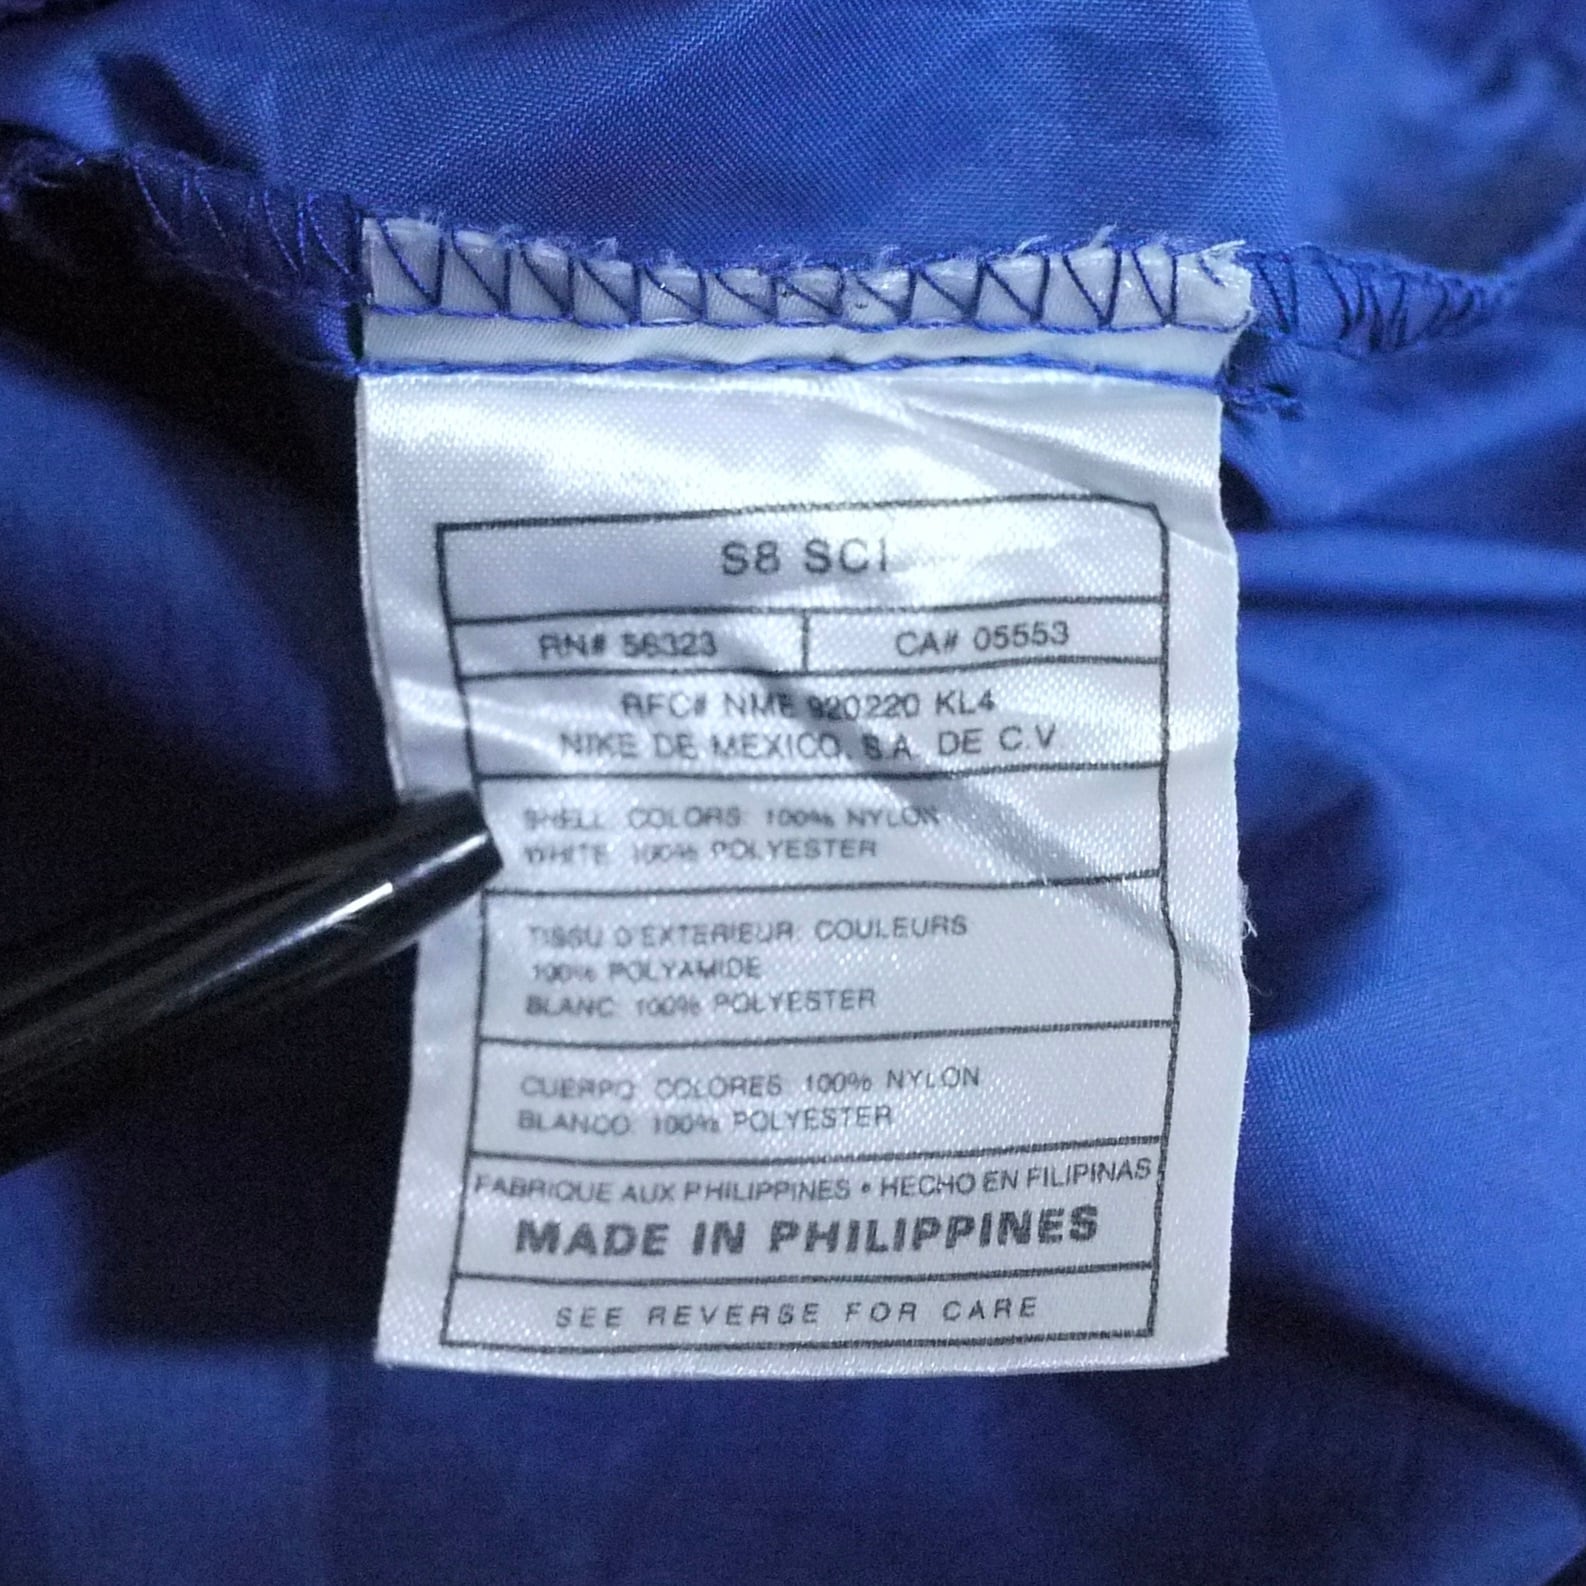 S8 SC1
RN# 56323 CA# 05553
RFC# NME 920220 KL4
NIKE DE MEXICO, S.A. DE C.V
SHELL: COLORS: 100% NYLON
WHITE: 100% POLYESTER
TISSU D'EXTERIEUR: COULEURS
100% POLYAMIDE
BLANC: 100% POLYESTER
CUERPO: COLORES: 100% NYLON
BLANCO: 100% POLYESTER
FABRIQUE AUX PHILIPPINES • HECHO EN FILIPINAS
MADE IN PHILIPPINES
SEE REVERSE FOR CARE